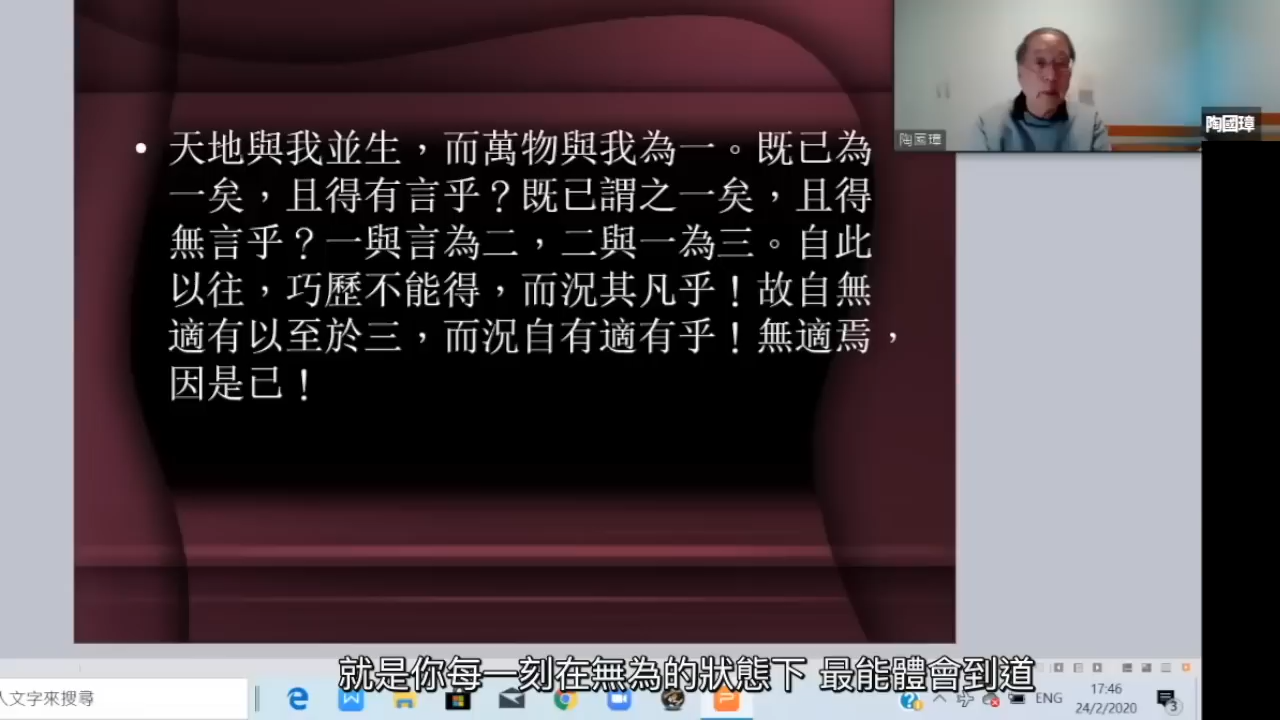 • 天地與我並生，而萬物與我為一。既已為
一矣，且得有言乎？既已謂之一矣，且得
無言乎？一與言為二，二與一為三。自此
以往，巧歷不能得，而況其凡乎！故自無
適有以至於三，而況自有適有乎！無適焉，
因是已！
陶國璋
陶國璋
就是你每一刻在無為的狀態下 最能體會到道
入文字來搜尋
ENG
17:46
24/2/2020
3